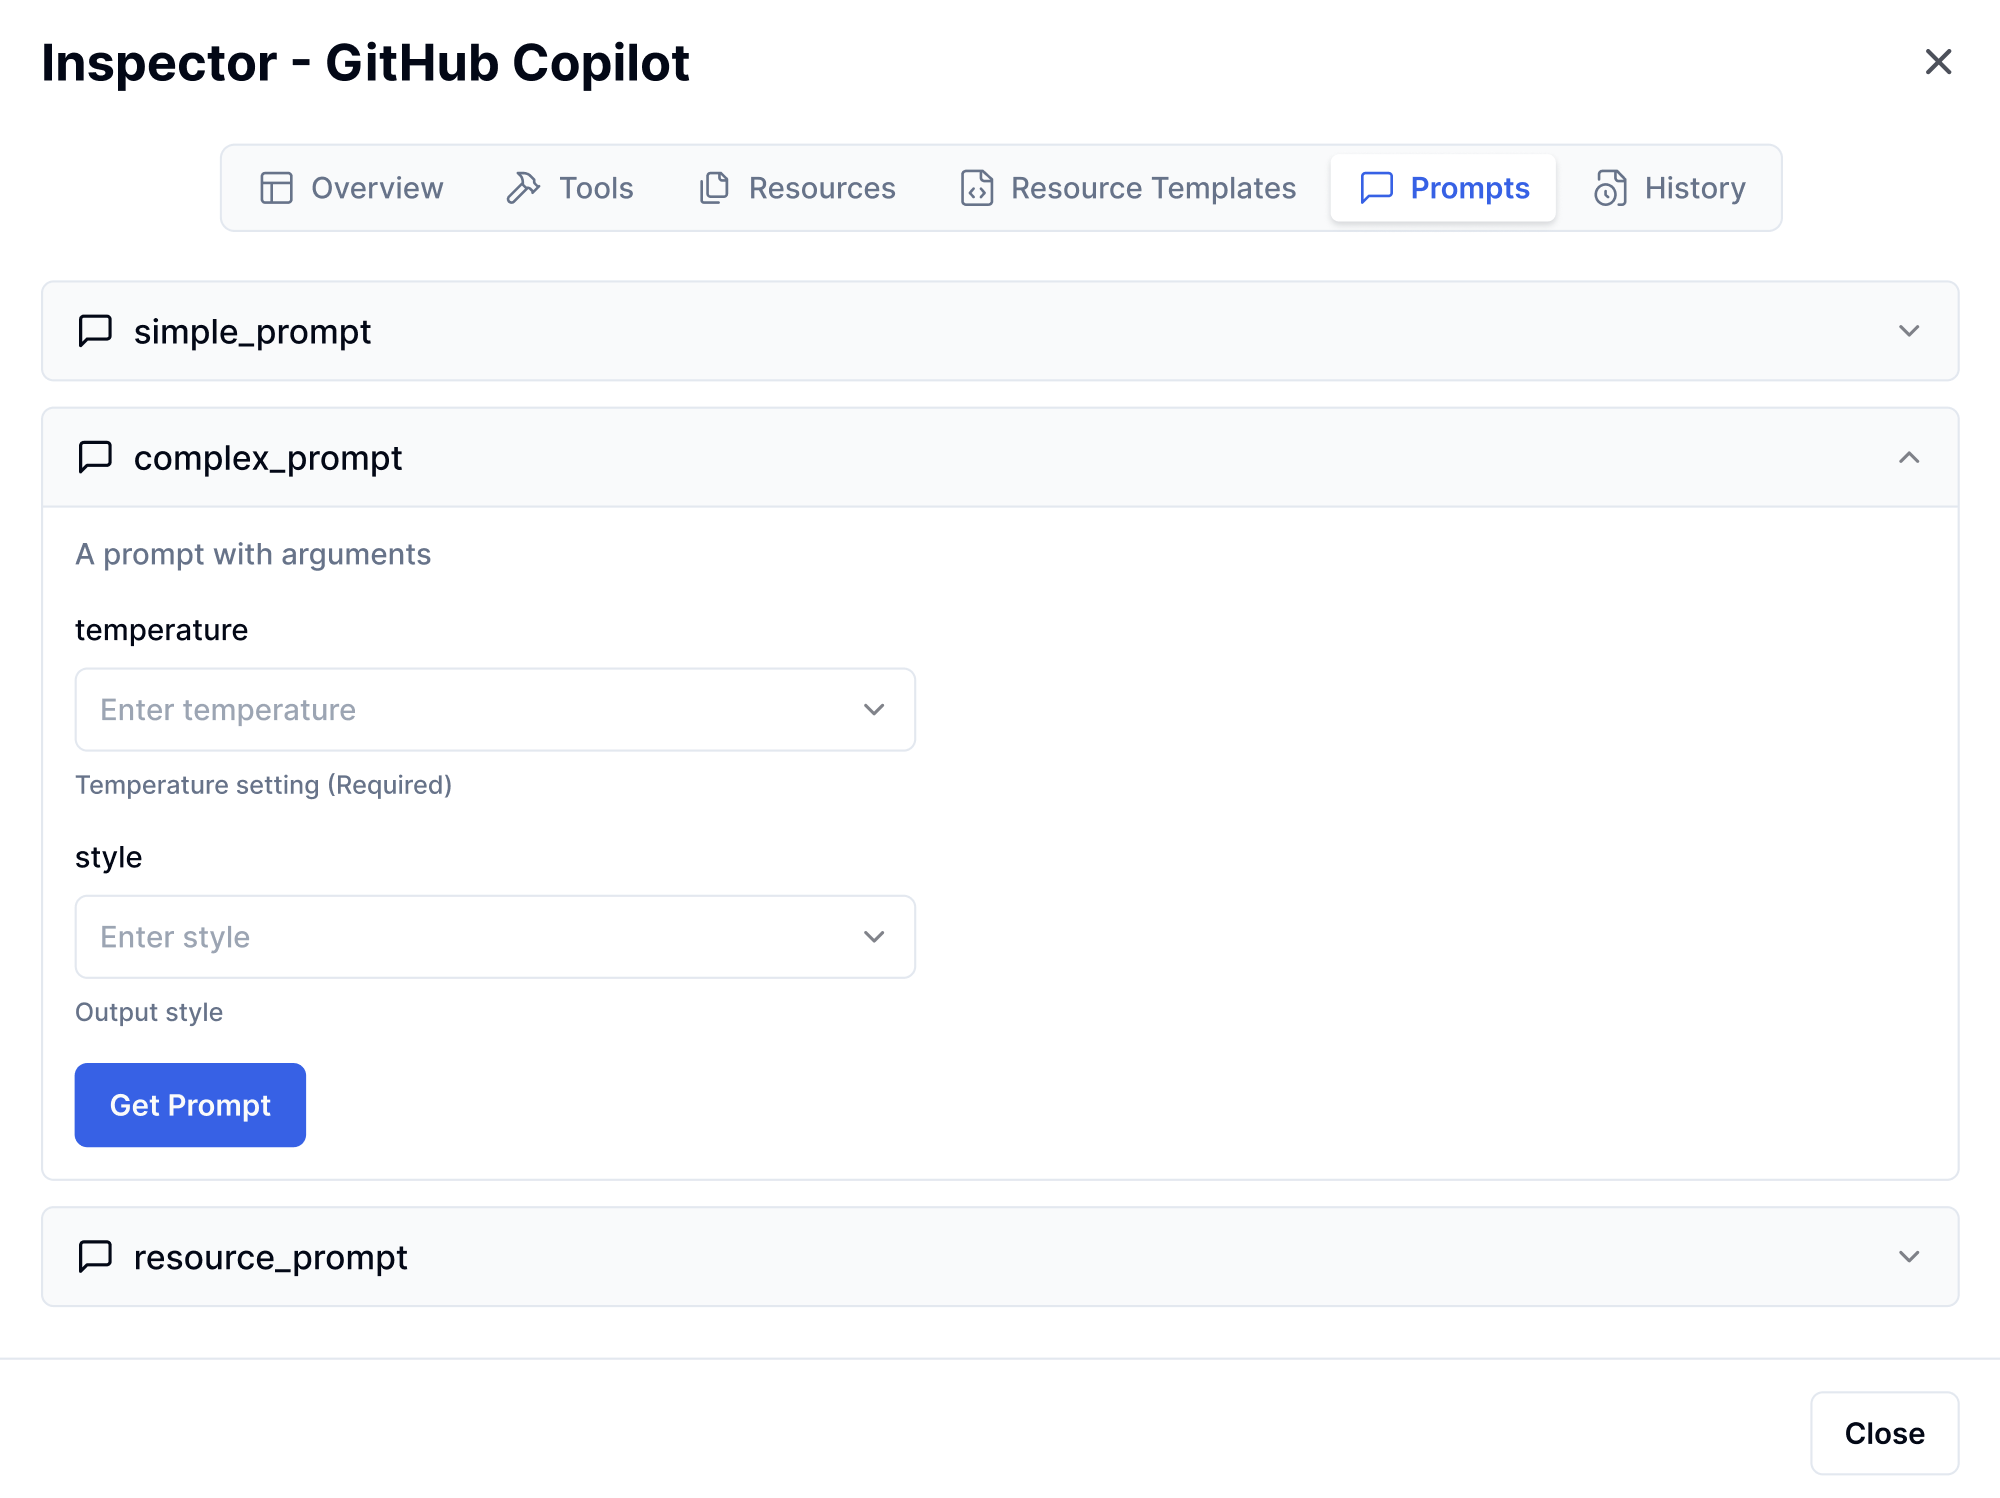 Inspector - GitHub Copilot
Overview Tools Resources Resource Templates Prompts History
simple_prompt
complex_prompt
A prompt with arguments
temperature
Enter temperature
Temperature setting (Required)
style
Enter style
Output style
Get Prompt
resource_prompt
Close